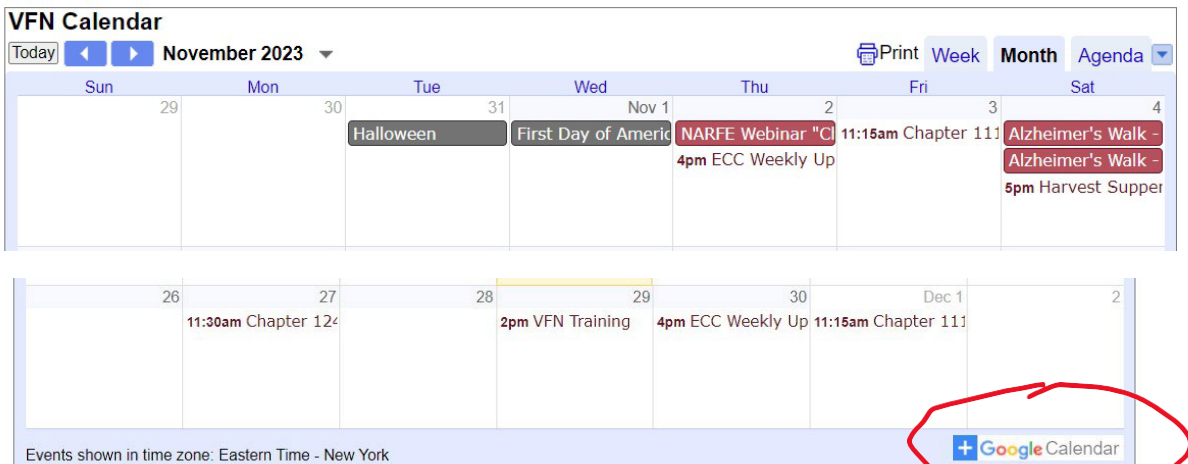 VFN Calendar
Today November 2023 Print Week Month Agenda
Sun Mon Tue Wed Thu Fri Sat
29 30 31 Nov 1 2 3 4
Halloween First Day of Americ NARFE Webinar "Cl 11:15am Chapter 111 Alzheimer's Walk -
4pm ECC Weekly Up Alzheimer's Walk -
5pm Harvest Supper
26 27 28 29 30 Dec 1 2
11:30am Chapter 124 2pm VFN Training 4pm ECC Weekly Up 11:15am Chapter 111
Events shown in time zone: Eastern Time - New York
+ Google Calendar